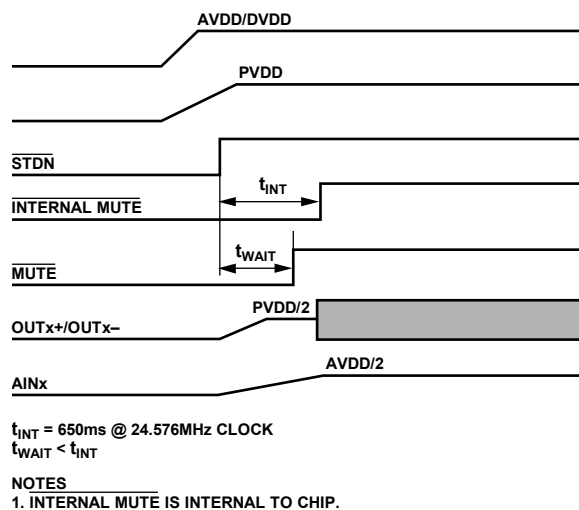 AVDD/DVDD
PVDD
STDN
tINT
INTERNAL MUTE
tWAIT
MUTE
PVDD/2
OUTx+/OUTx–
AVDD/2
AINx
tINT = 650ms @ 24.576MHz CLOCK
tWAIT < tINT
NOTES
1. INTERNAL MUTE IS INTERNAL TO CHIP.